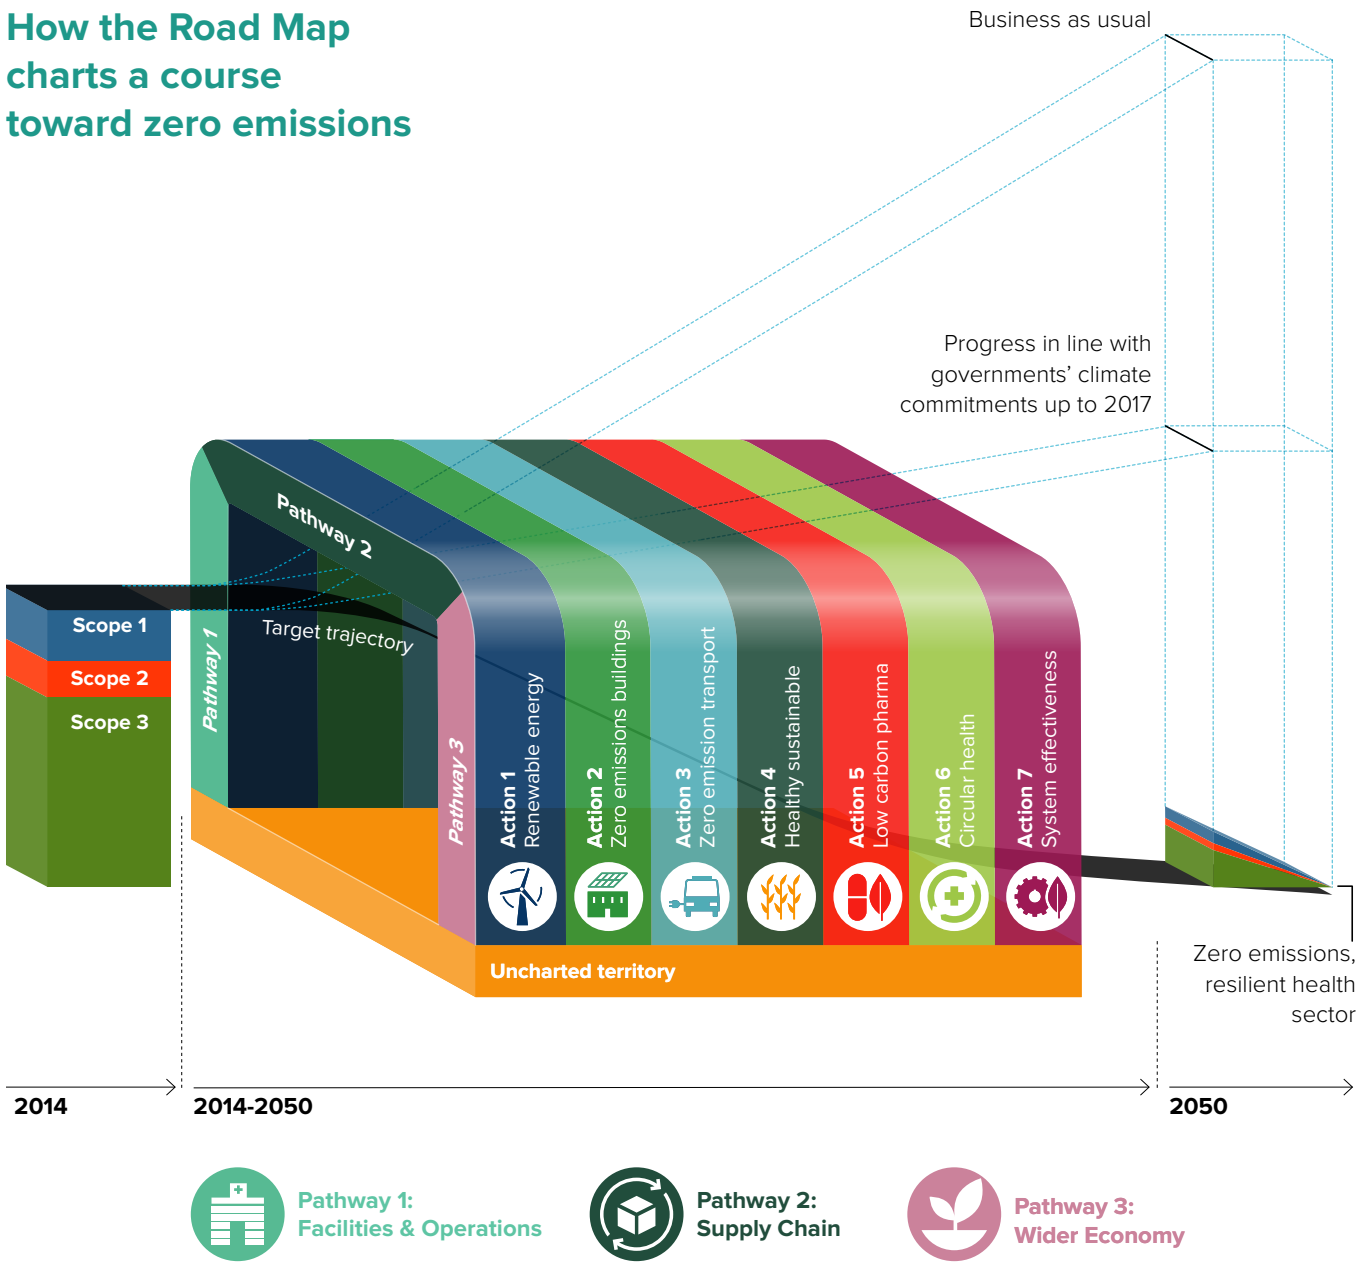 How the Road Map
charts a course
toward zero emissions
Business as usual
Progress in line with
governments’ climate
commitments up to 2017
Pathway 2
Scope 1
Scope 2
Scope 3
Pathway 1
Target trajectory
Pathway 3
Action 1
Renewable energy
Action 2
Zero emissions buildings
Action 3
Zero emission transport
Action 4
Healthy sustainable
Action 5
Low carbon pharma
Action 6
Circular health
Action 7
System effectiveness
Uncharted territory
Zero emissions,
resilient health
sector
2014
2014-2050
2050
Pathway 1:
Facilities & Operations
Pathway 2:
Supply Chain
Pathway 3:
Wider Economy